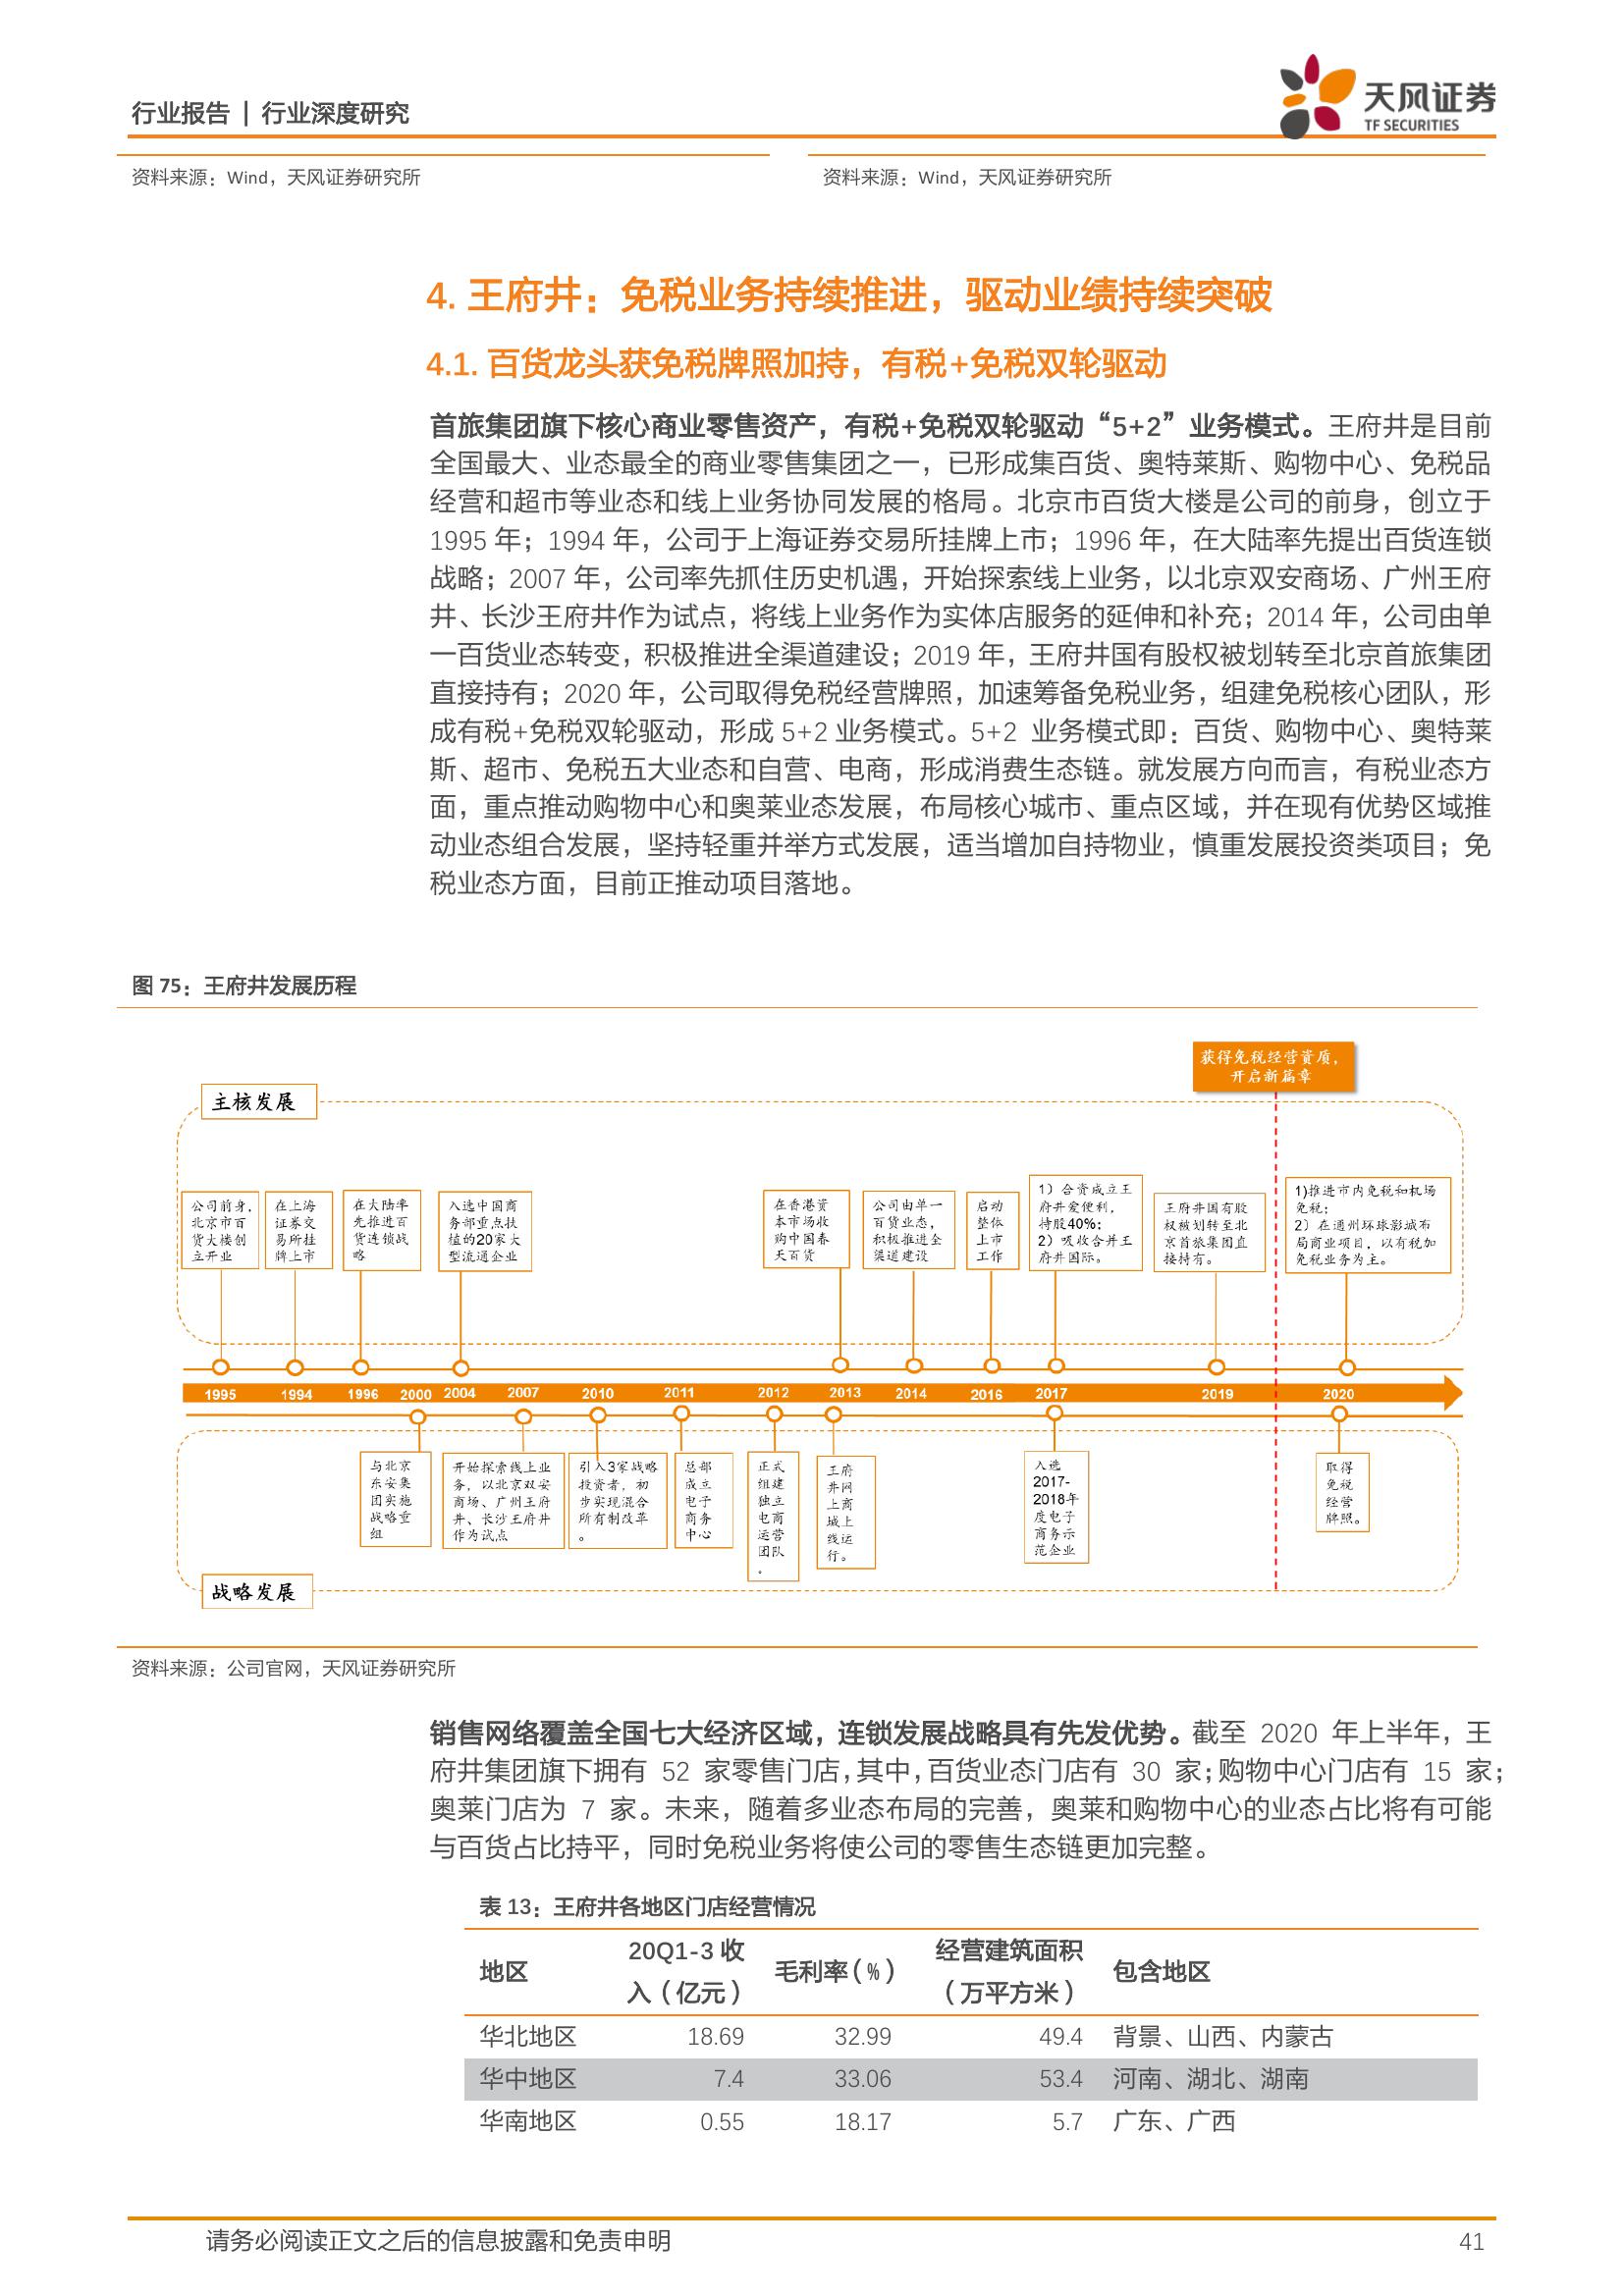 行业报告 | 行业深度研究
天风证券
TF SECURITIES
资料来源：Wind，天风证券研究所
资料来源：Wind，天风证券研究所
4. 王府井：免税业务持续推进，驱动业绩持续突破
4.1. 百货龙头获免税牌照加持，有税+免税双轮驱动
首旅集团旗下核心商业零售资产，有税+免税双轮驱动“5+2”业务模式。王府井是目前
全国最大、业态最全的商业零售集团之一，已形成集百货、奥特莱斯、购物中心、免税品
经营和超市等业态和线上业务协同发展的格局。北京市百货大楼是公司的前身，创立于
1995 年；1994 年，公司于上海证券交易所挂牌上市；1996 年，在大陆率先提出百货连锁
战略；2007 年，公司率先抓住历史机遇，开始探索线上业务，以北京双安商场、广州王府
井、长沙王府井作为试点，将线上业务作为实体店服务的延伸和补充；2014 年，公司由单
一百货业态转变，积极推进全渠道建设；2019 年，王府井国有股权被划转至北京首旅集团
直接持有；2020 年，公司取得免税经营牌照，加速筹备免税业务，组建免税核心团队，形
成有税+免税双轮驱动，形成 5+2 业务模式。5+2 业务模式即：百货、购物中心、奥特莱
斯、超市、免税五大业态和自营、电商，形成消费生态链。就发展方向而言，有税业态方
面，重点推动购物中心和奥莱业态发展，布局核心城市、重点区域，并在现有优势区域推
动业态组合发展，坚持轻重并举方式发展，适当增加自持物业，慎重发展投资类项目；免
税业态方面，目前正推动项目落地。
图 75：王府井发展历程
获得免税经营资质，
开启新篇章
主核发展
公司前身，
北京市百
货大楼创
立开业
在上海
证券交
易所挂
牌上市
在大陆率
先推进百
货连锁战
略
入选中国商
务部重点扶
植的20家大
型流通企业
在香港资
本市场收
购中国春
天百货
公司由单一
百货业态，
积极推进全
渠道建设
启动
整体
上市
工作
1）合资成立王
府井爱便利，
持股40%；
2）吸收合并王
府井国际。
王府井国有股
权被划转至北
京首旅集团直
接持有。
1)推进市内免税和机场
免税；
2）在通州环球影城布
局商业项目，以有税加
免税业务为主。
1995 1994 1996 2000 2004 2007 2010 2011 2012 2013 2014 2016 2017 2019 2020
与北京
东安集
团实施
战略重
组
开始探索线上业
务，以北京双安
商场、广州王府
井、长沙王府井
作为试点
引入3家战略
投资者，初
步实现混合
所有制改革
。
总部
成立
电子
商务
中心
正式
组建
独立
电商
运营
团队
。
王府
井网
上商
城上
线运
行。
入选
2017-
2018年
度电子
商务示
范企业
取得
免税
经营
牌照。
战略发展
资料来源：公司官网，天风证券研究所
销售网络覆盖全国七大经济区域，连锁发展战略具有先发优势。截至 2020 年上半年，王
府井集团旗下拥有 52 家零售门店，其中，百货业态门店有 30 家；购物中心门店有 15 家；
奥莱门店为 7 家。未来，随着多业态布局的完善，奥莱和购物中心的业态占比将有可能
与百货占比持平，同时免税业务将使公司的零售生态链更加完整。
表 13：王府井各地区门店经营情况
地区 20Q1-3 收入（亿元） 毛利率（%） 经营建筑面积（万平方米） 包含地区
华北地区 18.69 32.99 49.4 背景、山西、内蒙古
华中地区 7.4 33.06 53.4 河南、湖北、湖南
华南地区 0.55 18.17 5.7 广东、广西
请务必阅读正文之后的信息披露和免责申明 41